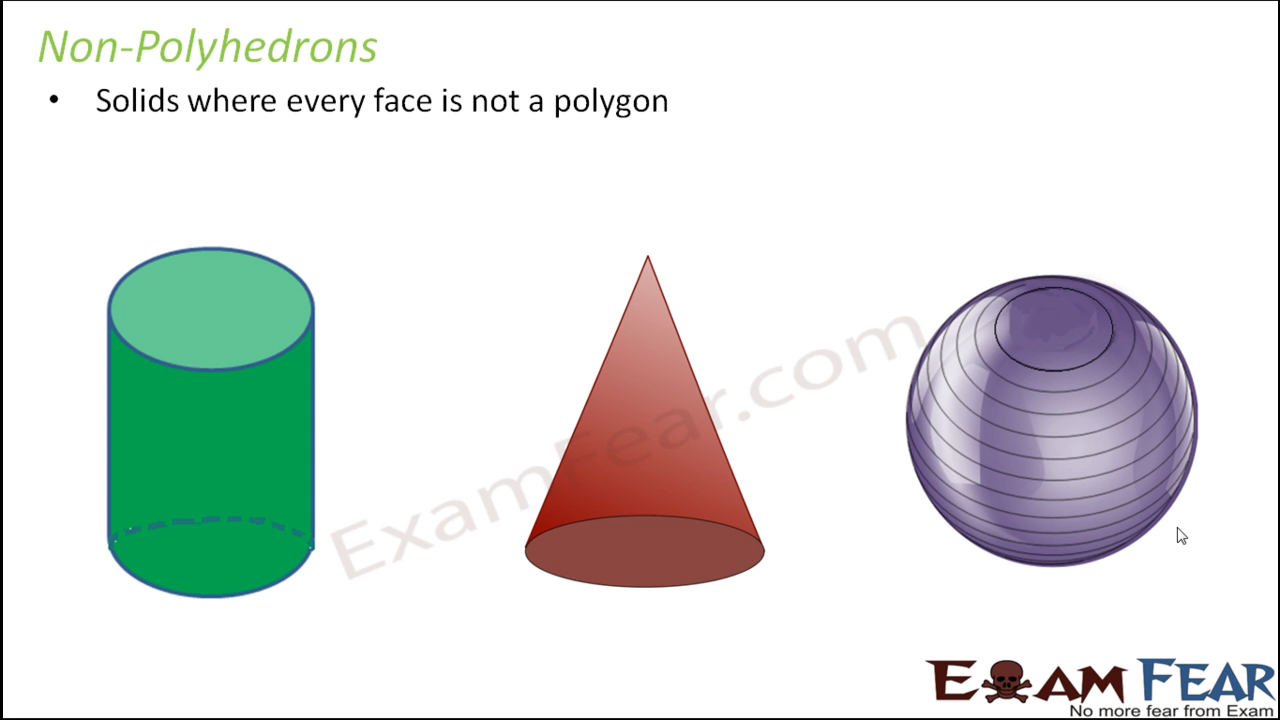 Non-Polyhedrons
• Solids where every face is not a polygon
ExamFear.com
EXAM FEAR
No more fear from Exam